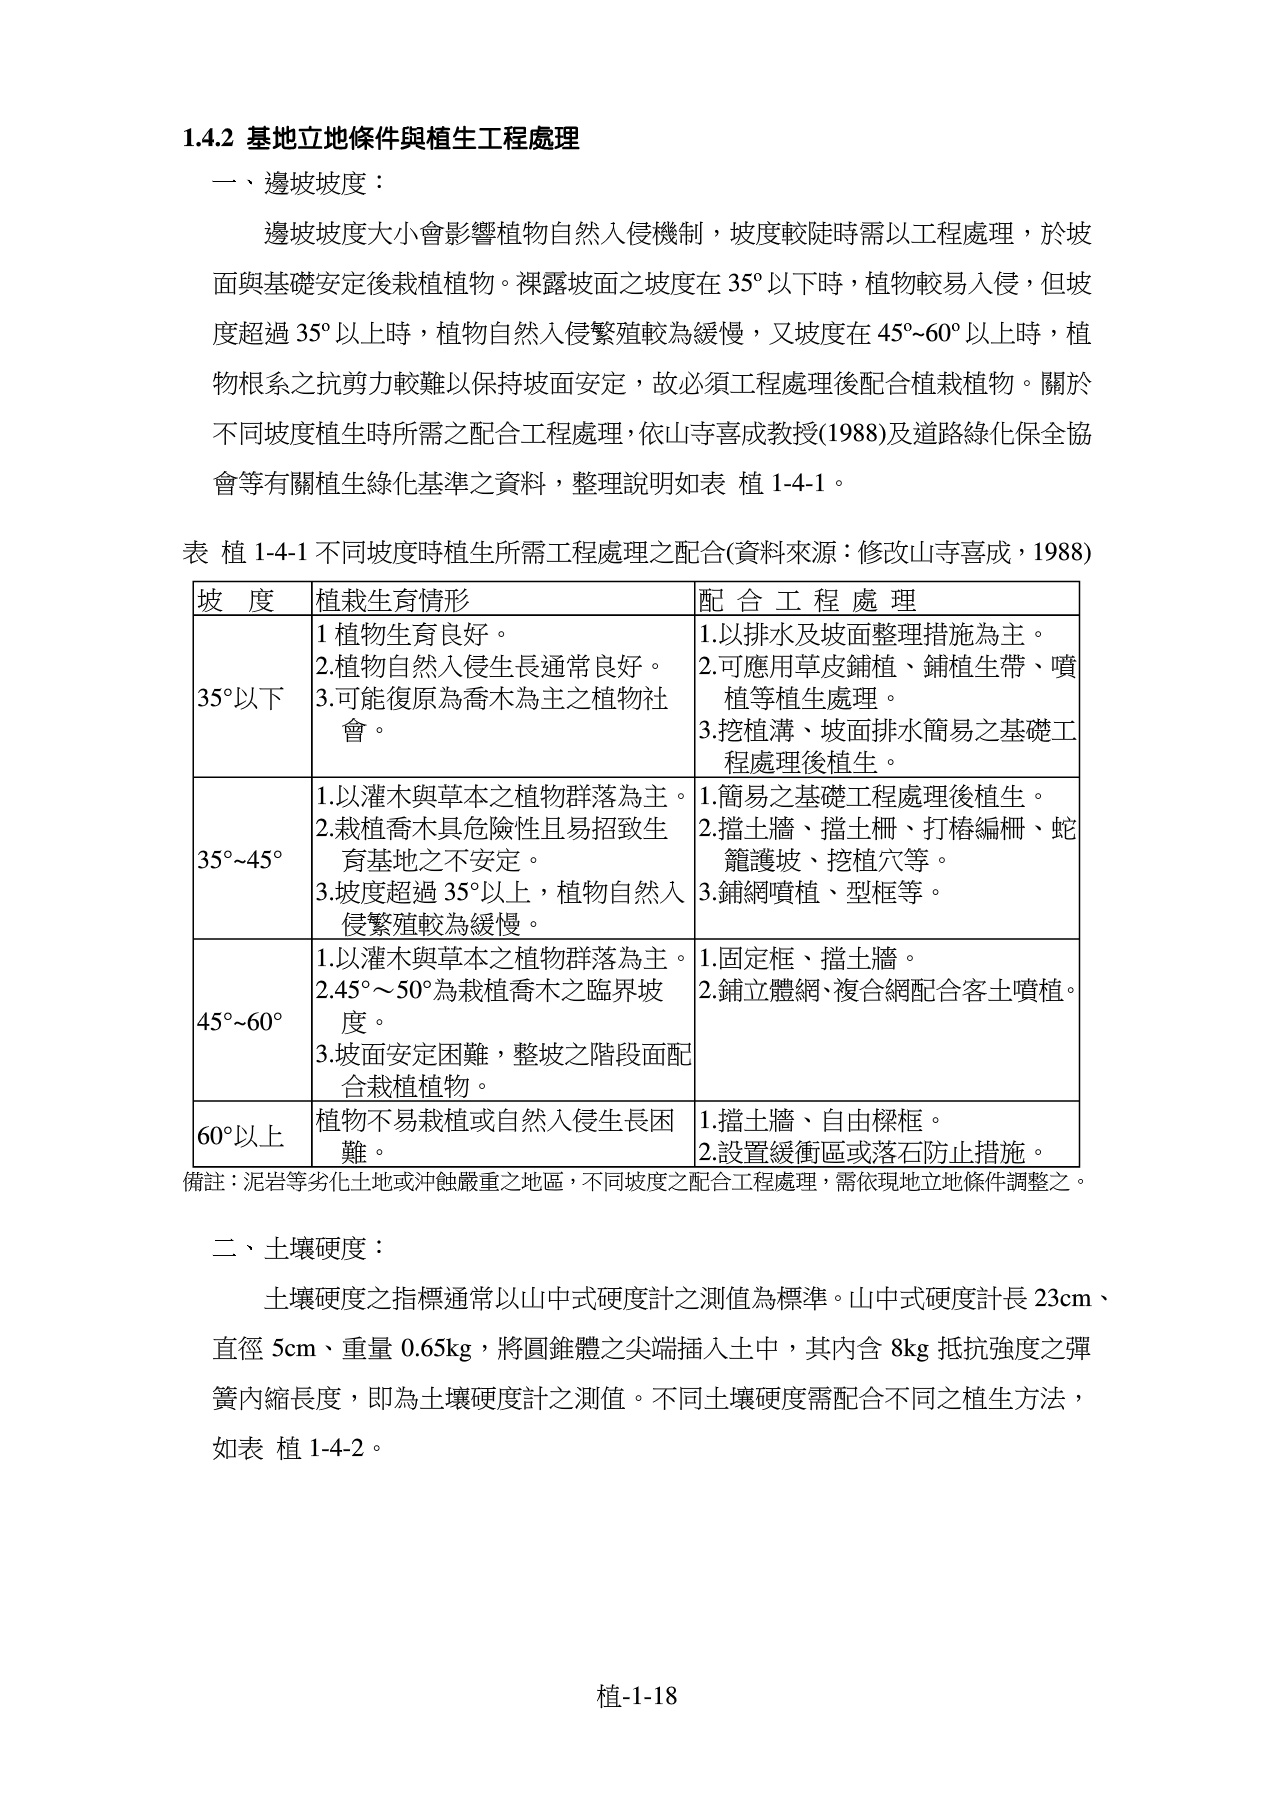 1.4.2 基地立地條件與植生工程處理
一、邊坡坡度：
邊坡坡度大小會影響植物自然入侵機制，坡度較陡時需以工程處理，於坡
面與基礎安定後栽植植物。裸露坡面之坡度在 35º 以下時，植物較易入侵，但坡
度超過 35º 以上時，植物自然入侵繁殖較為緩慢，又坡度在 45º~60º 以上時，植
物根系之抗剪力較難以保持坡面安定，故必須工程處理後配合植栽植物。關於
不同坡度植生時所需之配合工程處理，依山寺喜成教授(1988)及道路綠化保全協
會等有關植生綠化基準之資料，整理說明如表 植 1-4-1。
表 植 1-4-1 不同坡度時植生所需工程處理之配合(資料來源：修改山寺喜成，1988)
坡 度 植栽生育情形 配 合 工 程 處 理
35°以下
1 植物生育良好。
2.植物自然入侵生長通常良好。
3.可能復原為喬木為主之植物社
會。
1.以排水及坡面整理措施為主。
2.可應用草皮鋪植、鋪植生帶、噴
植等植生處理。
3.挖植溝、坡面排水簡易之基礎工
程處理後植生。
35°~45°
1.以灌木與草本之植物群落為主。
2.栽植喬木具危險性且易招致生
育基地之不安定。
3.坡度超過 35°以上，植物自然入
侵繁殖較為緩慢。
1.簡易之基礎工程處理後植生。
2.擋土牆、擋土柵、打樁編柵、蛇
籠護坡、挖植穴等。
3.鋪網噴植、型框等。
45°~60°
1.以灌木與草本之植物群落為主。
2.45°～50°為栽植喬木之臨界坡
度。
3.坡面安定困難，整坡之階段面配
合栽植植物。
1.固定框、擋土牆。
2.鋪立體網、複合網配合客土噴植。
60°以上
植物不易栽植或自然入侵生長困
難。
1.擋土牆、自由樑框。
2.設置緩衝區或落石防止措施。
備註：泥岩等劣化土地或沖蝕嚴重之地區，不同坡度之配合工程處理，需依現地立地條件調整之。
二、土壤硬度：
土壤硬度之指標通常以山中式硬度計之測值為標準。山中式硬度計長 23cm、
直徑 5cm、重量 0.65kg，將圓錐體之尖端插入土中，其內含 8kg 抵抗強度之彈
簧內縮長度，即為土壤硬度計之測值。不同土壤硬度需配合不同之植生方法，
如表 植 1-4-2。
植-1-18